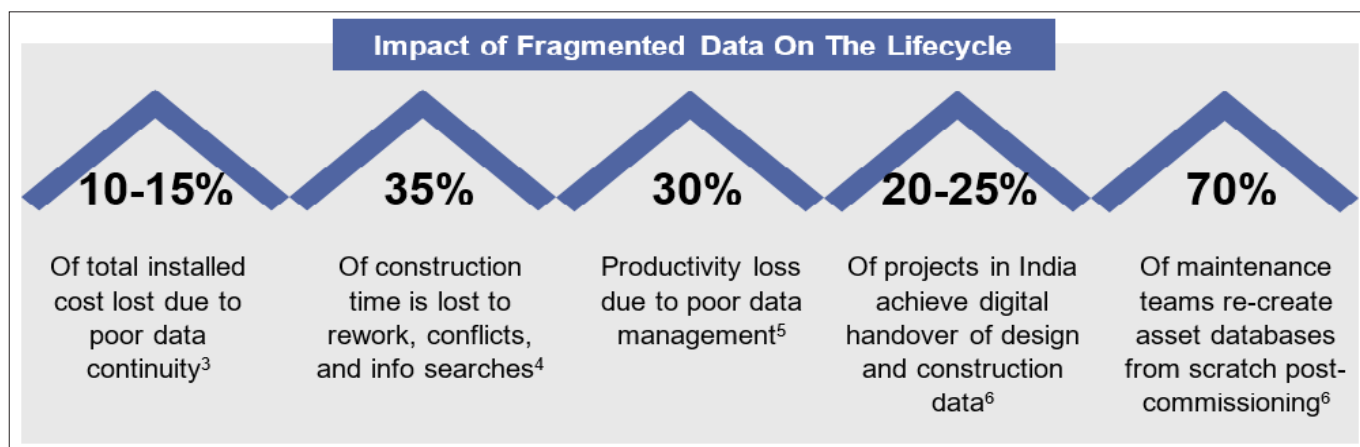 Impact of Fragmented Data On The Lifecycle
10-15%
Of total installed
cost lost due to
poor data
continuity³
35%
Of construction
time is lost to
rework, conflicts,
and info searches⁴
30%
Productivity loss
due to poor data
management⁵
20-25%
Of projects in India
achieve digital
handover of design
and construction
data⁶
70%
Of maintenance
teams re-create
asset databases
from scratch post-
commissioning⁶